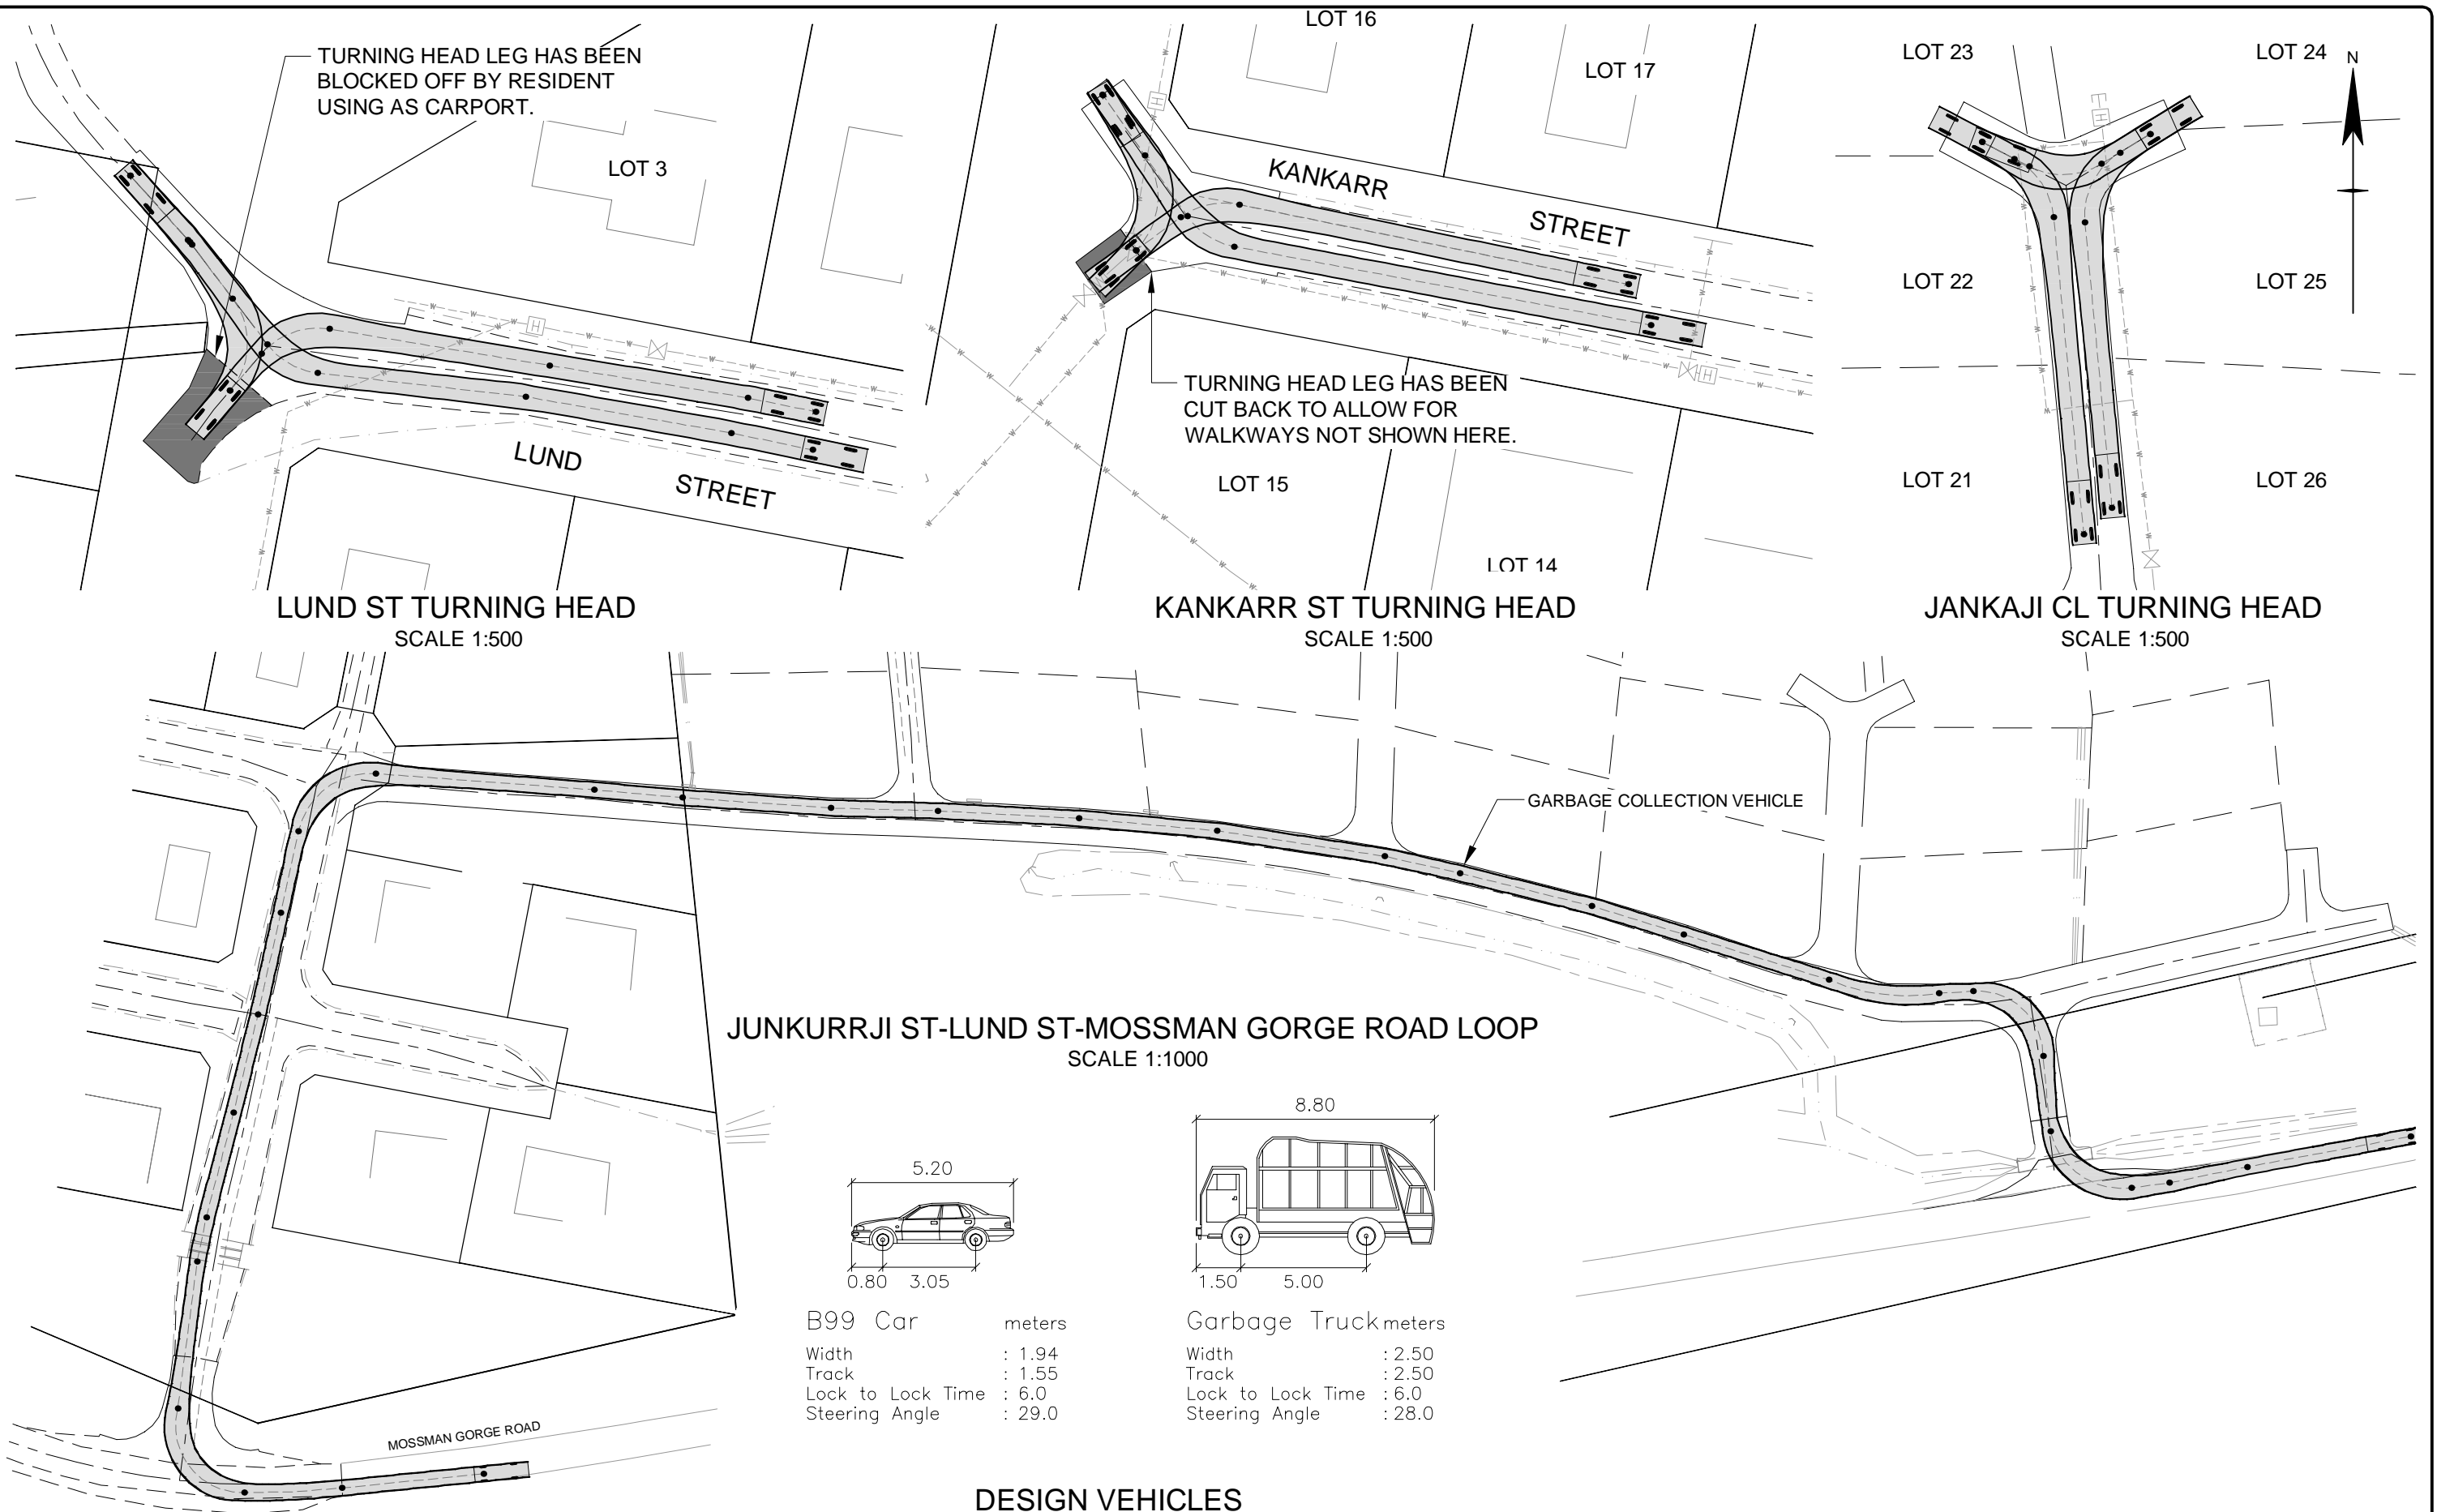 LOT 16
TURNING HEAD LEG HAS BEEN
BLOCKED OFF BY RESIDENT
USING AS CARPORT.
LOT 3
LUND
STREET
LUND ST TURNING HEAD
SCALE 1:500
LOT 17
KANKARR
STREET
TURNING HEAD LEG HAS BEEN
CUT BACK TO ALLOW FOR
WALKWAYS NOT SHOWN HERE.
LOT 15
LOT 14
KANKARR ST TURNING HEAD
SCALE 1:500
LOT 23
LOT 24
N
LOT 22
LOT 25
LOT 21
LOT 26
JANKAJI CL TURNING HEAD
SCALE 1:500
GARBAGE COLLECTION VEHICLE
JUNKURRJI ST-LUND ST-MOSSMAN GORGE ROAD LOOP
SCALE 1:1000
5.20
0.80 3.05
B99 Car meters
Width : 1.94
Track : 1.55
Lock to Lock Time : 6.0
Steering Angle : 29.0
8.80
1.50 5.00
Garbage Truck meters
Width : 2.50
Track : 2.50
Lock to Lock Time : 6.0
Steering Angle : 28.0
MOSSMAN GORGE ROAD
DESIGN VEHICLES